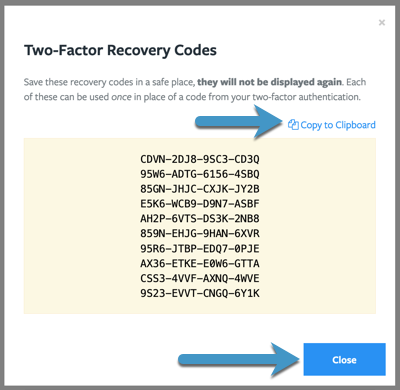 ×
Two-Factor Recovery Codes
Save these recovery codes in a safe place, they will not be displayed again. Each
of these can be used once in place of a code from your two-factor authentication.
Copy to Clipboard
CDVN-2DJ8-9SC3-CD3Q
95W6-ADTG-6156-4SBQ
85GN-JHJC-CXJK-JY2B
E5K6-WCB9-D9N7-ASBF
AH2P-6VTS-DS3K-2NB8
859N-EHJG-9HAN-6XVR
95R6-JTBP-EDQ7-0PJE
AX36-ETKE-E0W6-GTTA
CSS3-4VVF-AXNQ-4WVE
9S23-EVVT-CNGQ-6Y1K
Close